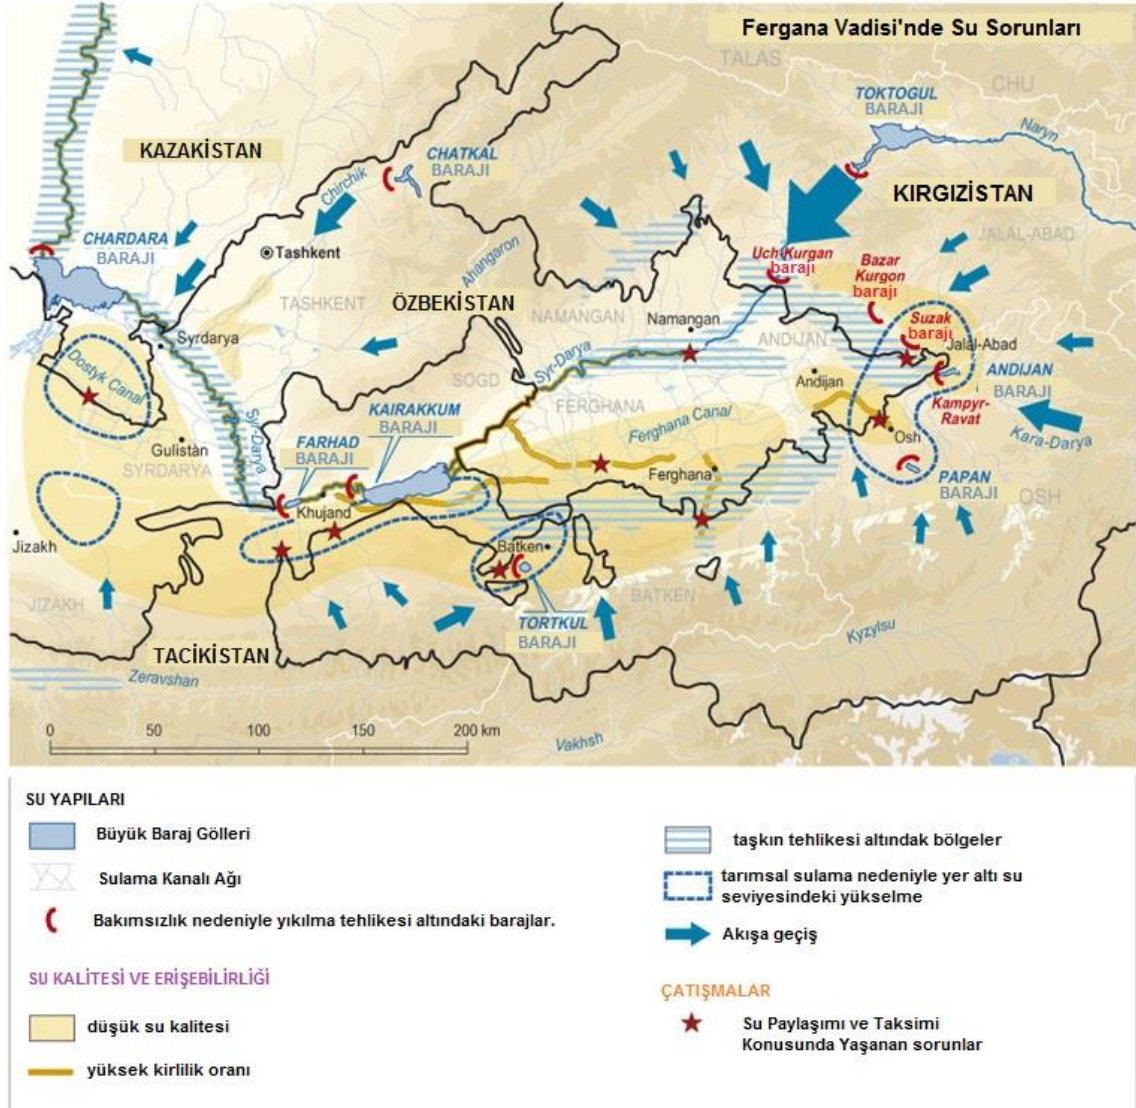 Fergana Vadisi'nde Su Sorunları
TALAS
CHU
TOKTOGUL
BARAJI
Naryn
KAZAKİSTAN
CHATKAL
BARAJI
Chirchik
KIRGIZİSTAN
CHARDARA
BARAJI
JALAL-ABAD
Tashkent
Ahangaron
Uch-Kurgan
barajı
Bazar
Kurgon
barajı
TASHKENT
ÖZBEKİSTAN
NAMANGAN
Namangan
Suzak
barajı
Syrdarya
ANDIJAN
Jalal-Abad
Dostyk Canal
Syr-Darya
SOGD
Andijan
ANDIJAN
BARAJI
FERGHANA
Kampyr-
Ravat
KAIRAKKUM
BARAJI
Ferghana Canal
Syr-Darya
Gulistan
FARHAD
BARAJI
Osh
Kara-Darya
SYRDARYA
Ferghana
PAPAN
BARAJI
OSH
Khujand
Jizakh
Batken
JIZAKH
BATKEN
TORTKUL
BARAJI
Kyzylsu
TACİKİSTAN
Zeravshan
0 50 100 150 200 km
Vakhsh
SU YAPILARI
Büyük Baraj Gölleri
Sulama Kanalı Ağı
Bakımsızlık nedeniyle yıkılma tehlikesi altındaki barajlar.
SU KALİTESİ VE ERİŞEBİLİRLİĞİ
düşük su kalitesi
yüksek kirlilik oranı
taşkın tehlikesi altındak bölgeler
tarımsal sulama nedeniyle yer altı su
seviyesindeki yükselme
Akışa geçiş
ÇATIŞMALAR
Su Paylaşımı ve Taksimi
Konusunda Yaşanan sorunlar